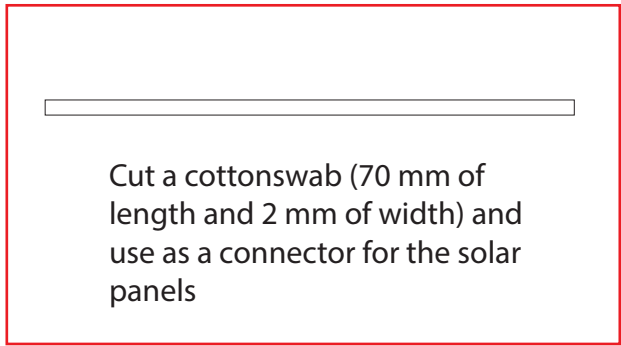 Cut a cottonswab (70 mm of
length and 2 mm of width) and
use as a connector for the solar
panels